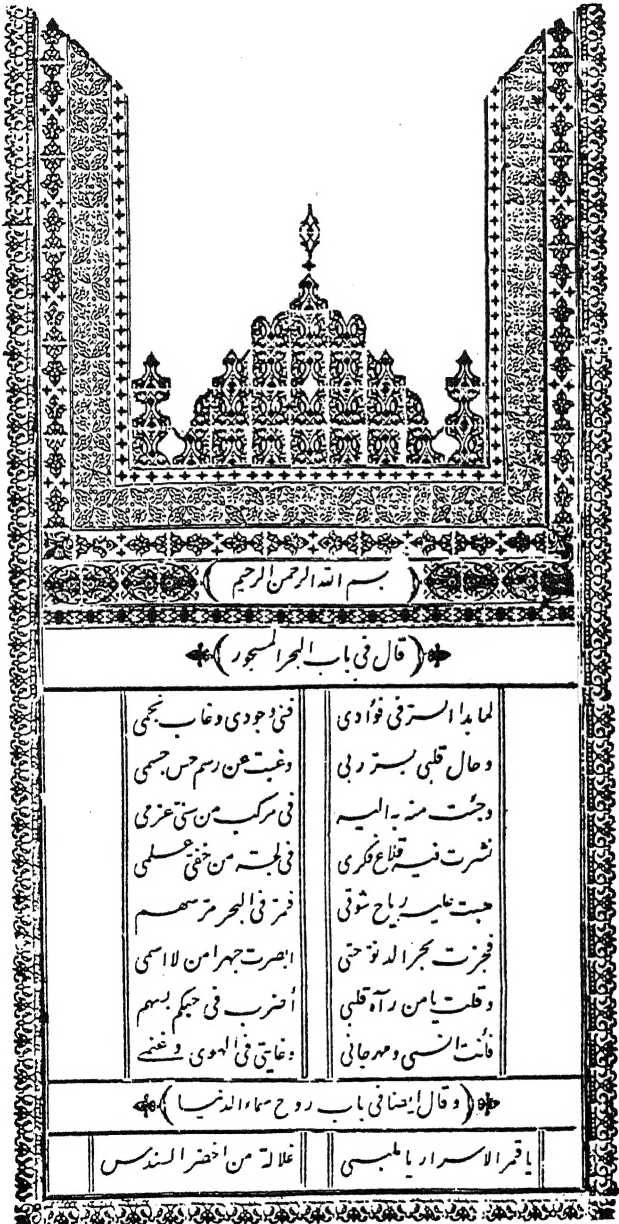 بسم الله الرحمن الرحيم
(قال في باب البحر المسجور)
لما بدا السر في فؤادي فنى وجودي وغاب نجمي
وحال قلبي بسر ربي وغبت عن رسم حس جسمي
وجئت منه به اليه في مركب من سنى عزمي
نشرت فيه قلاع فكري في لجة من خفي علمي
هبت عليه رياح شوقي فمر في البحر مر سهم
فجزت بحر الدنو حتى ابصرت جهرا من لا اسمي
وقلت يا من رآه قلبي أضرب في حبكم بسهم
فأنت انسي ومهرجاني وغايتي في الهوى وغنمي
(وقال ايضا في باب روح سماء الدنيا)
يا قمر الاسرار يا ملبسي غلالة من اخضر السندس